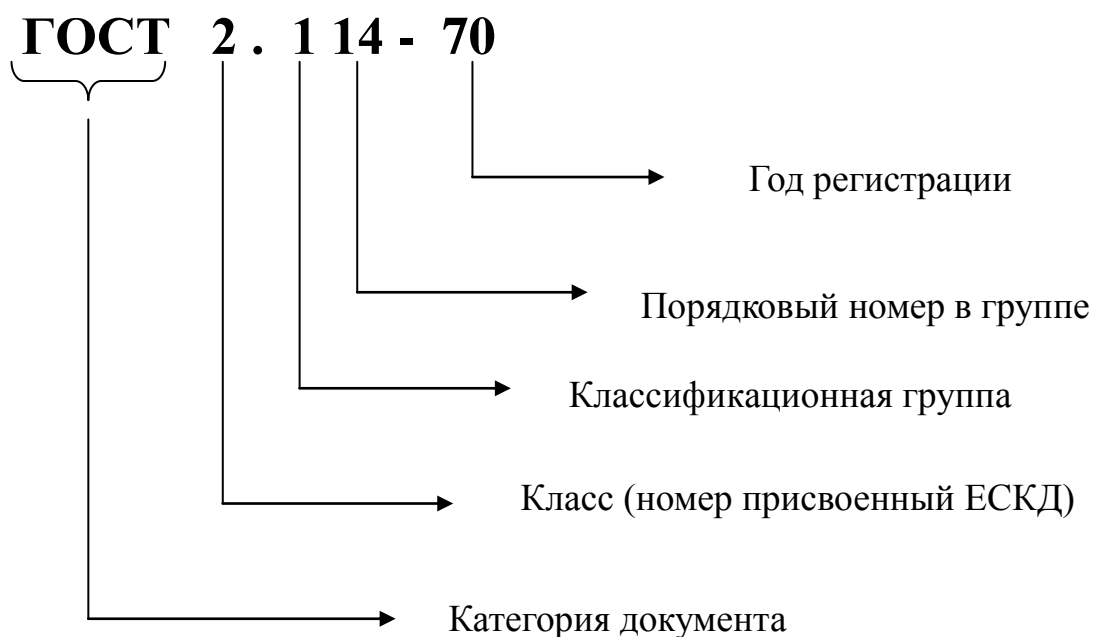 ГОСТ 2 . 1 14 - 70
Год регистрации
Порядковый номер в группе
Классификационная группа
Класс (номер присвоенный ЕСКД)
Категория документа